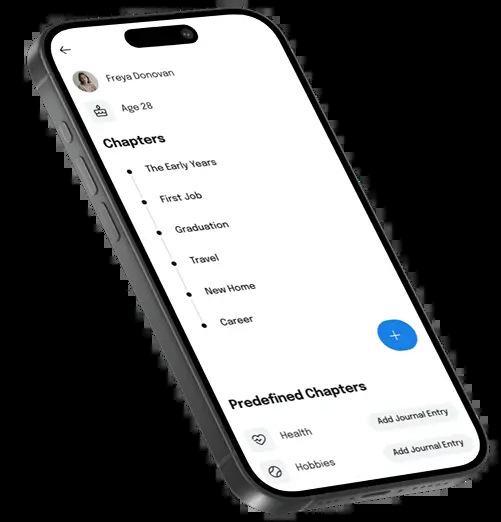 Freya Donovan
Age 28
Chapters
The Early Years
First Job
Graduation
Travel
New Home
Career
Predefined Chapters
Health
Add Journal Entry
Hobbies
Add Journal Entry